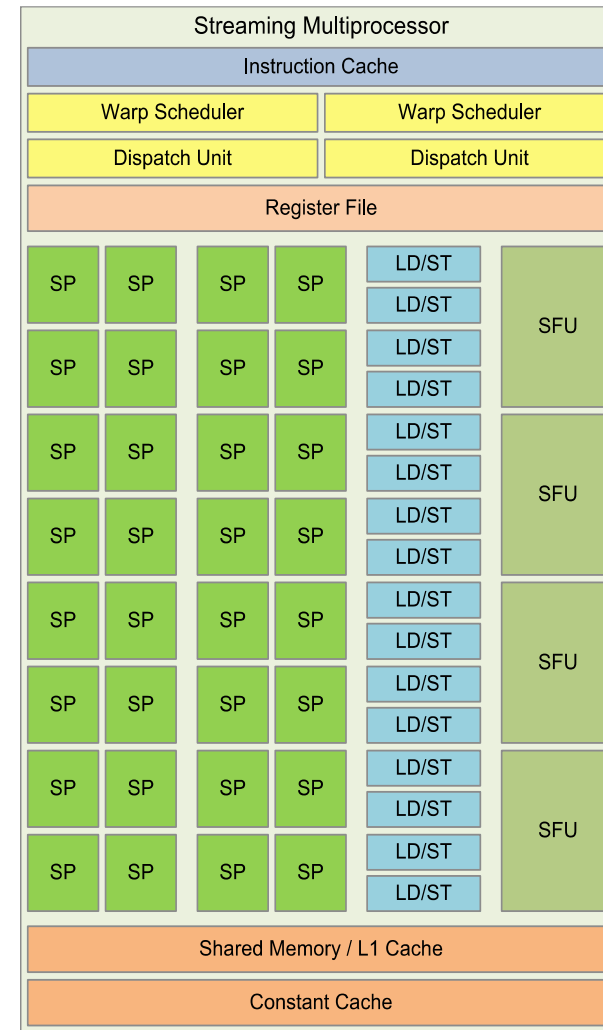 Streaming Multiprocessor
Instruction Cache
Warp Scheduler Warp Scheduler
Dispatch Unit Dispatch Unit
Register File
SP SP SP SP LD/ST LD/ST SFU
SP SP SP SP LD/ST LD/ST
SP SP SP SP LD/ST LD/ST SFU
SP SP SP SP LD/ST LD/ST
SP SP SP SP LD/ST LD/ST SFU
SP SP SP SP LD/ST LD/ST
SP SP SP SP LD/ST LD/ST SFU
SP SP SP SP LD/ST LD/ST
Shared Memory / L1 Cache
Constant Cache